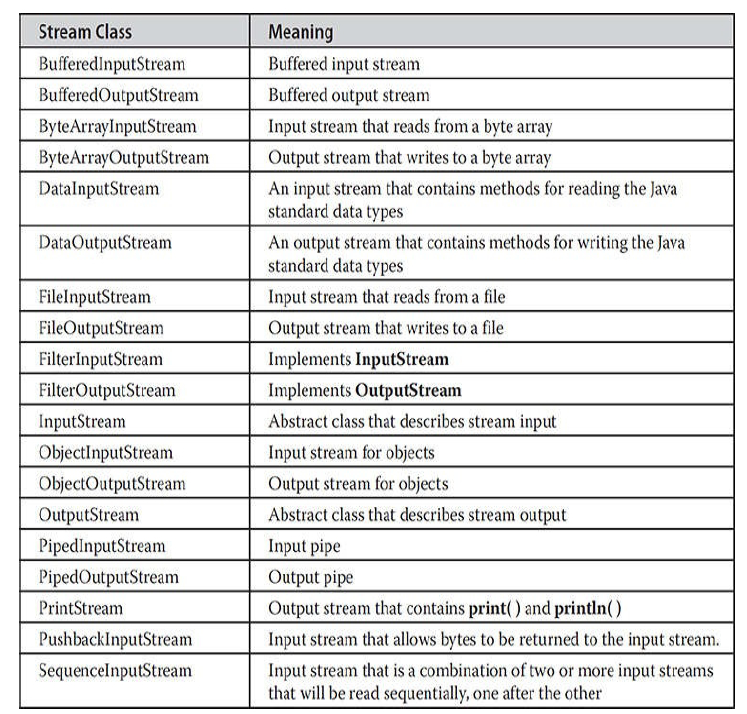 Stream Class Meaning
BufferedInputStream Buffered input stream
BufferedOutputStream Buffered output stream
ByteArrayInputStream Input stream that reads from a byte array
ByteArrayOutputStream Output stream that writes to a byte array
DataInputStream An input stream that contains methods for reading the Java
standard data types
DataOutputStream An output stream that contains methods for writing the Java
standard data types
FileInputStream Input stream that reads from a file
FileOutputStream Output stream that writes to a file
FilterInputStream Implements InputStream
FilterOutputStream Implements OutputStream
InputStream Abstract class that describes stream input
ObjectInputStream Input stream for objects
ObjectOutputStream Output stream for objects
OutputStream Abstract class that describes stream output
PipedInputStream Input pipe
PipedOutputStream Output pipe
PrintStream Output stream that contains print( ) and println( )
PushbackInputStream Input stream that allows bytes to be returned to the input stream.
SequenceInputStream Input stream that is a combination of two or more input streams
that will be read sequentially, one after the other